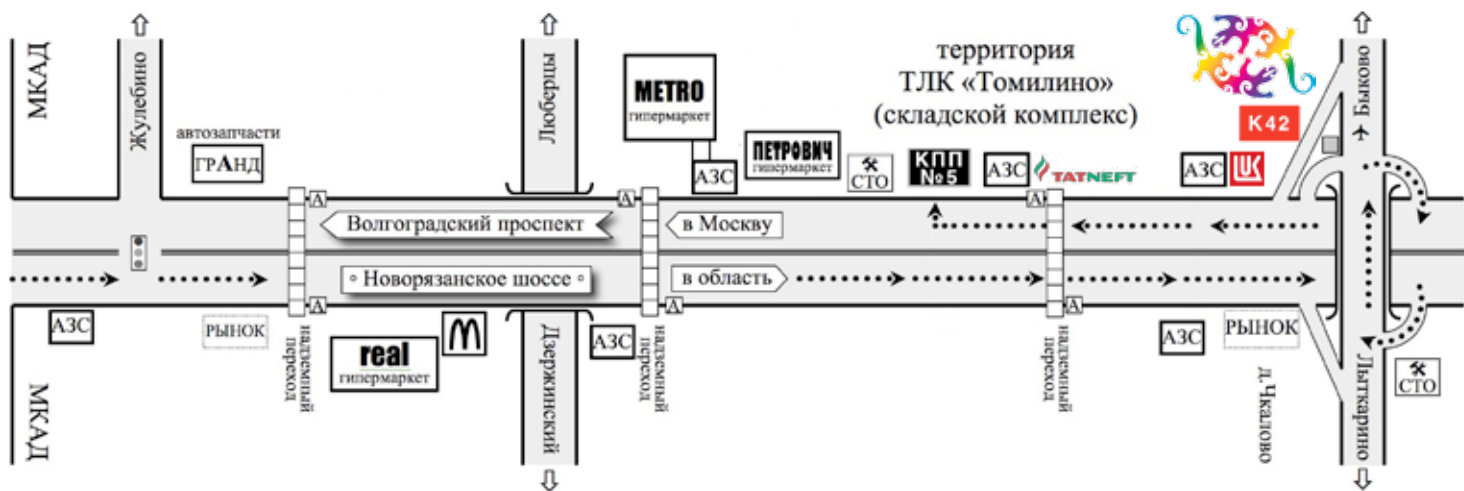 МКАД
Жулебино
автозапчасти
ГРАНД
Люберцы
METRO
гипермаркет
АЗС
ПЕТРОВИЧ
гипермаркет
СТО
территория
ТЛК «Томилино»
(складской комплекс)
КПП
№5
АЗС
TATNEFT
АЗС
LUK
K42
Быково
А
А
А
Волгоградский проспект
в Москву
Новорязанское шоссе
в область
А
А
А
АЗС
РЫНОК
надземный
переход
real
гипермаркет
Дзержинский
АЗС
надземный
переход
надземный
переход
АЗС
РЫНОК
д.Чкалово
Лыткарино
СТО
МКАД